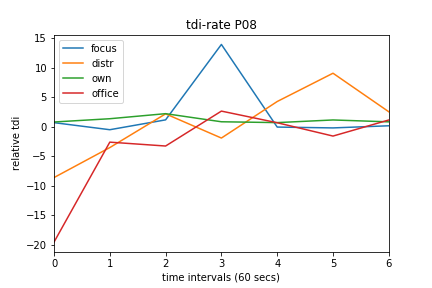 tdi-rate P08
15
10
5
0
−5
−10
−15
−20
relative tdi
focus
distr
own
office
0 1 2 3 4 5 6
time intervals (60 secs)